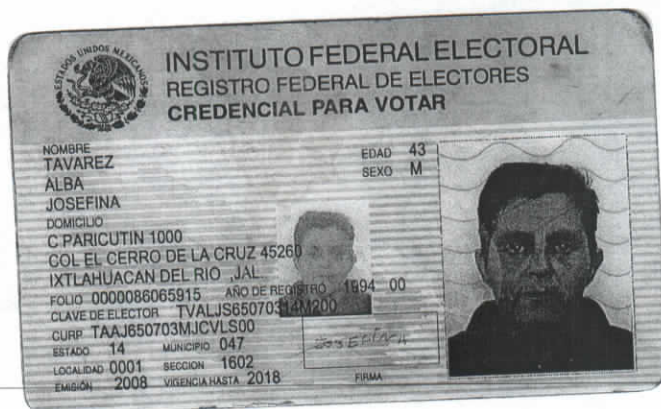 ESTADOS UNIDOS MEXICANOS
INSTITUTO FEDERAL ELECTORAL
REGISTRO FEDERAL DE ELECTORES
CREDENCIAL PARA VOTAR
NOMBRE
TAVAREZ
ALBA
JOSEFINA
EDAD 43
SEXO M
DOMICILIO
C PARICUTIN 1000
COL EL CERRO DE LA CRUZ 45260
IXTLAHUACAN DEL RIO ,JAL.
FOLIO 0000086065915 AÑO DE REGISTRO 1994 00
CLAVE DE ELECTOR TVALJS65070314M200
CURP TAAJ650703MJCVLS00
ESTADO 14 MUNICIPIO 047
LOCALIDAD 0001 SECCION 1602
EMISIÓN 2008 VIGENCIA HASTA 2018
JOSEFINA
FIRMA